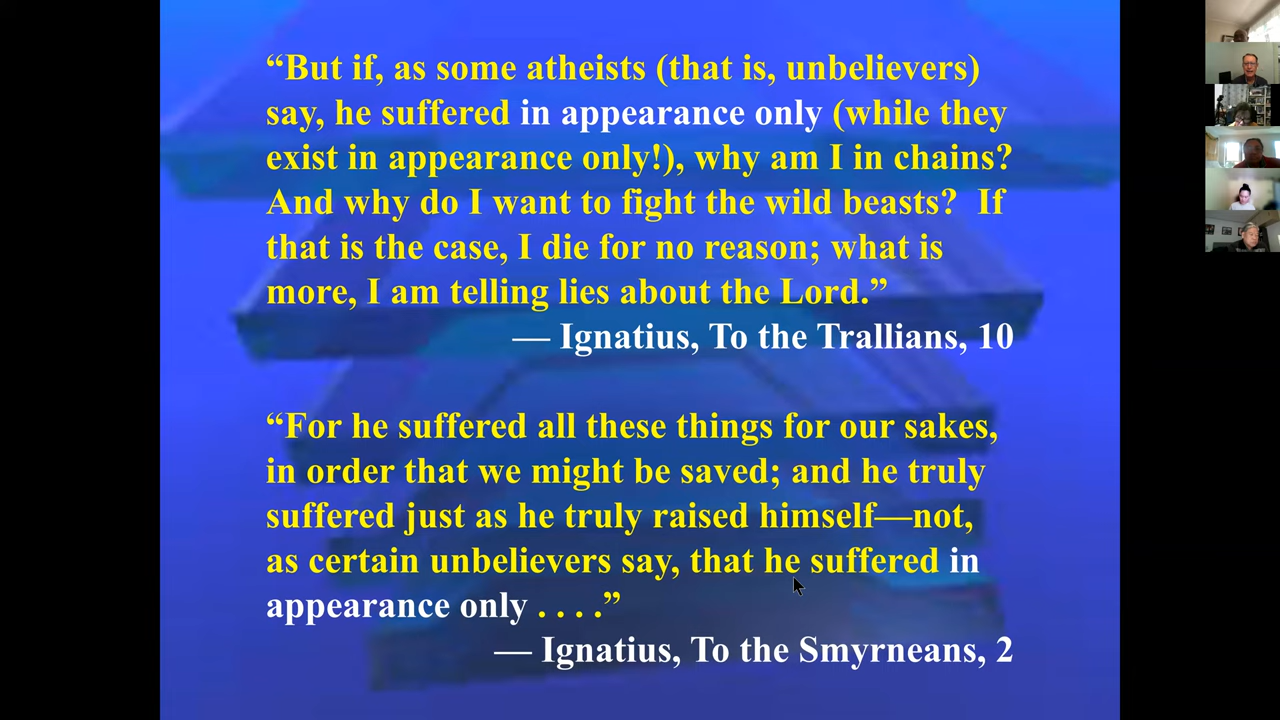 “But if, as some atheists (that is, unbelievers)
say, he suffered in appearance only (while they
exist in appearance only!), why am I in chains?
And why do I want to fight the wild beasts?  If
that is the case, I die for no reason; what is
more, I am telling lies about the Lord.”
— Ignatius, To the Trallians, 10
“For he suffered all these things for our sakes,
in order that we might be saved; and he truly
suffered just as he truly raised himself—not,
as certain unbelievers say, that he suffered in
appearance only . . . .”
— Ignatius, To the Smyrneans, 2